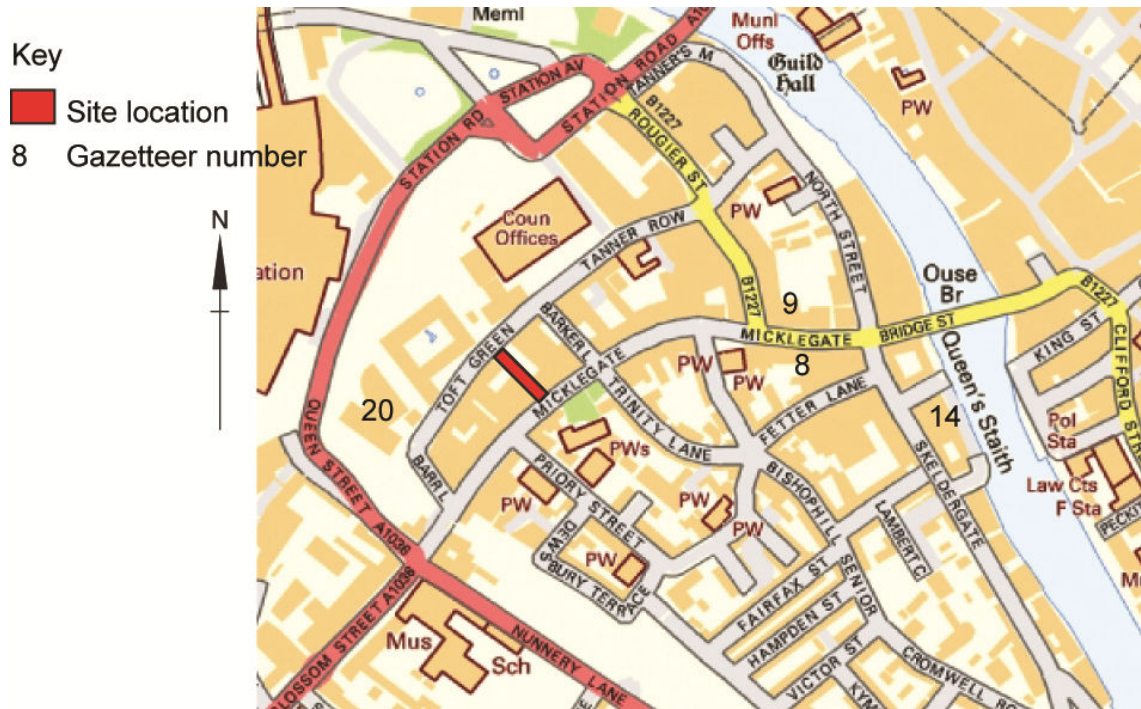 Key
Site location
8 Gazetteer number
N
Meml
Munl
Offs
Guild
Hall
PW
STATION AV
STATION ROAD
TANNER'S M
STATION RD
B1227
ROUGIER ST
NORTH STREET
PW
Coun
Offices
TANNER ROW
ation
B1227
9
Ouse
Br
B1227
BARKER L
MICKLEGATE
BRIDGE ST
KING ST
CLIFFORD STR
TOFT GREEN
MICKLEGATE
PW
PW
8
Queen's Staith
20
TRINITY LANE
FETTER LANE
14
QUEEN STREET A1036
BARR L
PWs
Pol
Sta
PRIORY STREET
BISHOPHILL
SENIOR
SKELDERGATE
Law Cts
F Sta
PECKI
PW
PW
PW
LAMBERT C
DEWSBURY TERRACE
PW
FAIRFAX ST
HAMPDEN ST
VICTOR ST
CROMWELL RO
KYM
BLOSSOM STREET A1036
Mus
Sch
NUNNERY LANE